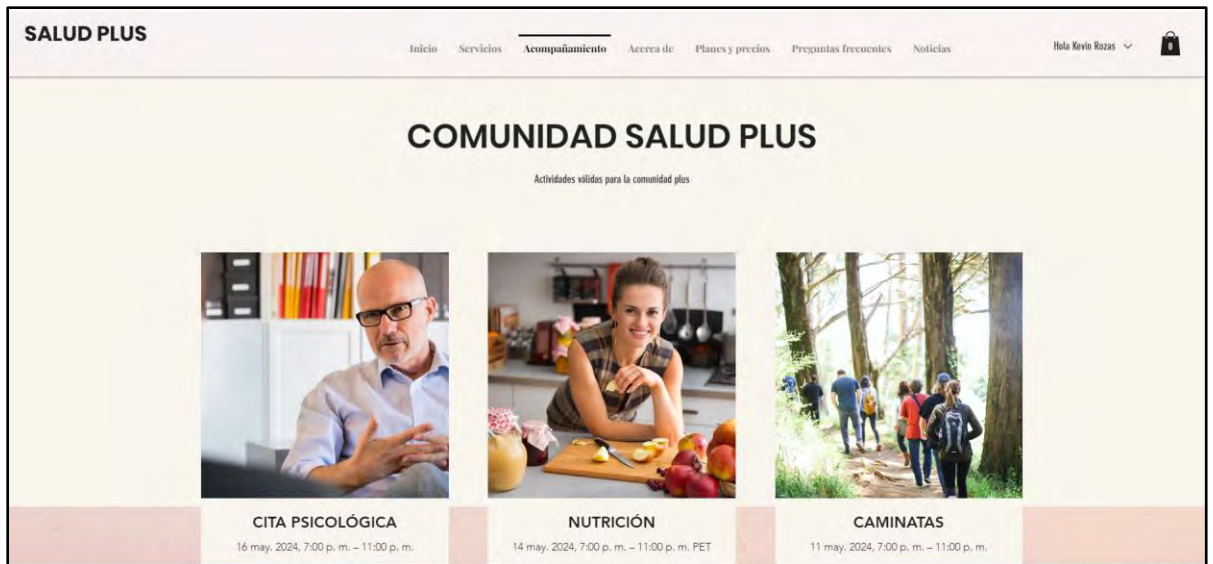 SALUD PLUS
Inicio Servicios Acompañamiento Acerca de Planes y precios Preguntas frecuentes Noticias
Hola Kevin Rozas
0
COMUNIDAD SALUD PLUS
Actividades válidas para la comunidad plus
CITA PSICOLÓGICA
16 may. 2024, 7:00 p. m. – 11:00 p. m.
NUTRICIÓN
14 may. 2024, 7:00 p. m. – 11:00 p. m. PET
CAMINATAS
11 may. 2024, 7:00 p. m. – 11:00 p. m.